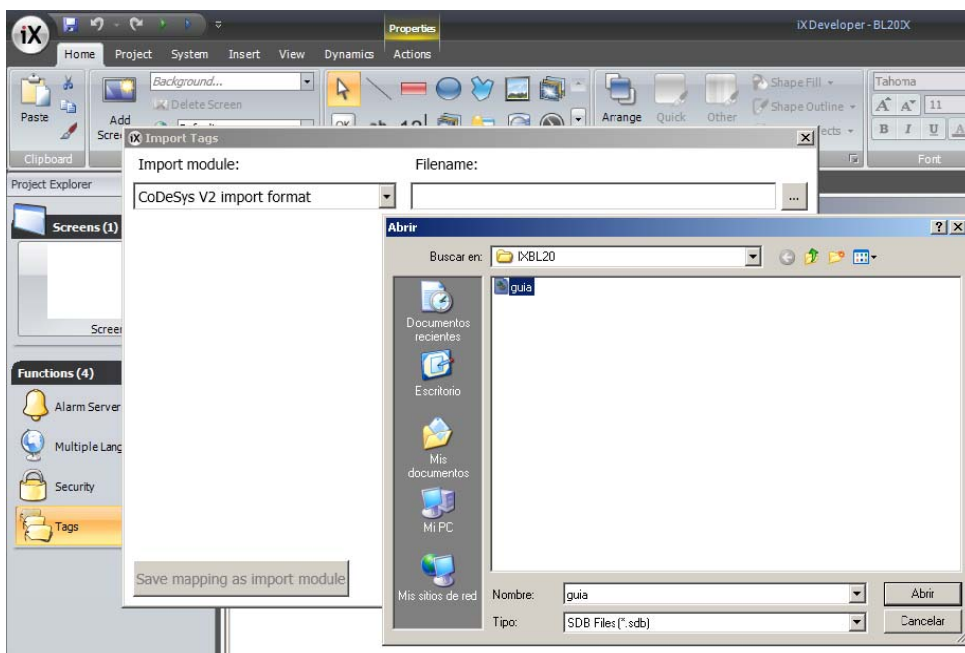 iX
Properties
iX Developer - BL20IX
Home Project System Insert View Dynamics Actions
Background...
Delete Screen
Paste
Add
Arrange Quick Other
Shape Fill
Shape Outline
ects
Tahoma
A A 11
B I U A
Clipboard
Font
iX Import Tags
Import module:
Filename:
CoDeSys V2 import format
...
Project Explorer
Screens (1)
Functions (4)
Alarm Server
Multiple Lang
Security
Tags
Save mapping as import module
Abrir
Buscar en: IXBL20
guia
Documentos
recientes
Escritorio
Mis
documentos
Mi PC
Mis sitios de red
Nombre: guia
Abrir
Tipo: SDB Files (*.sdb)
Cancelar